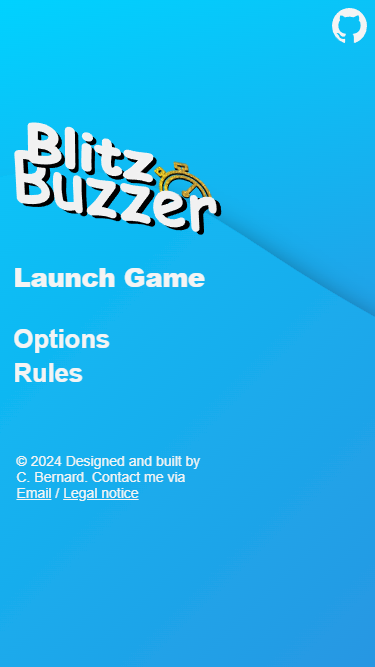 Blitz
Buzzer
Launch Game
Options
Rules
© 2024 Designed and built by
C. Bernard. Contact me via
Email / Legal notice